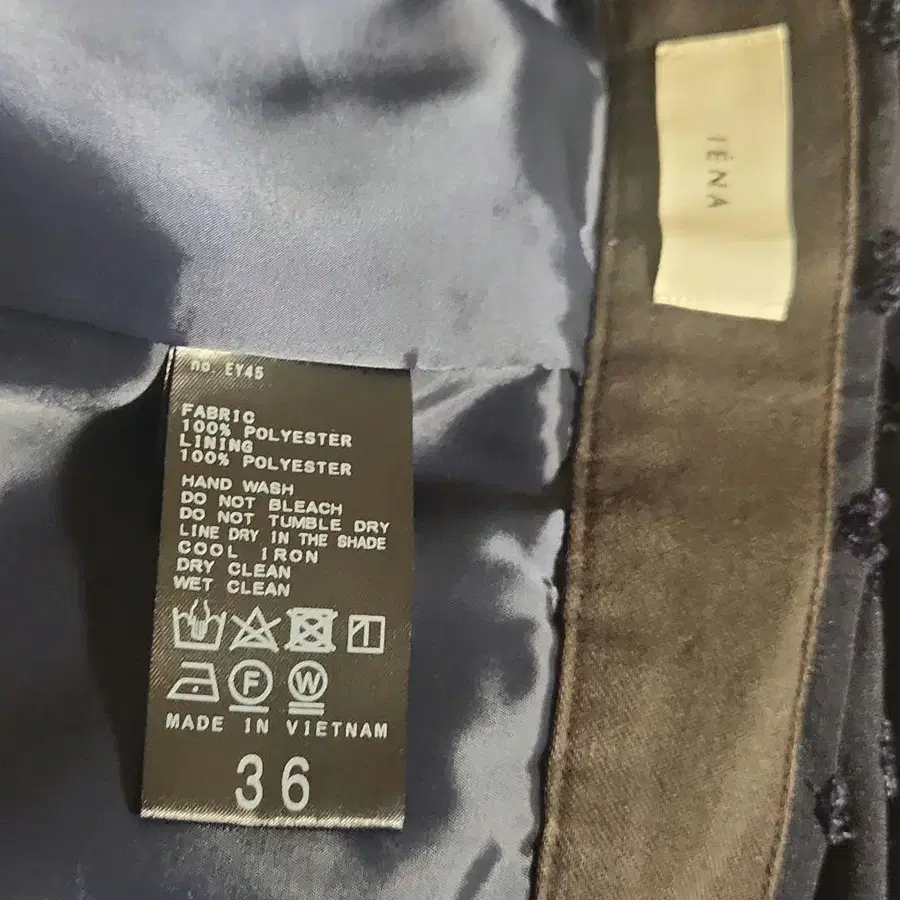 IÉNA
no. EY45
FABRIC
100% POLYESTER
LINING
100% POLYESTER
HAND WASH
DO NOT BLEACH
DO NOT TUMBLE DRY
LINE DRY IN THE SHADE
COOL IRON
DRY CLEAN
WET CLEAN
F W
MADE IN VIETNAM
36